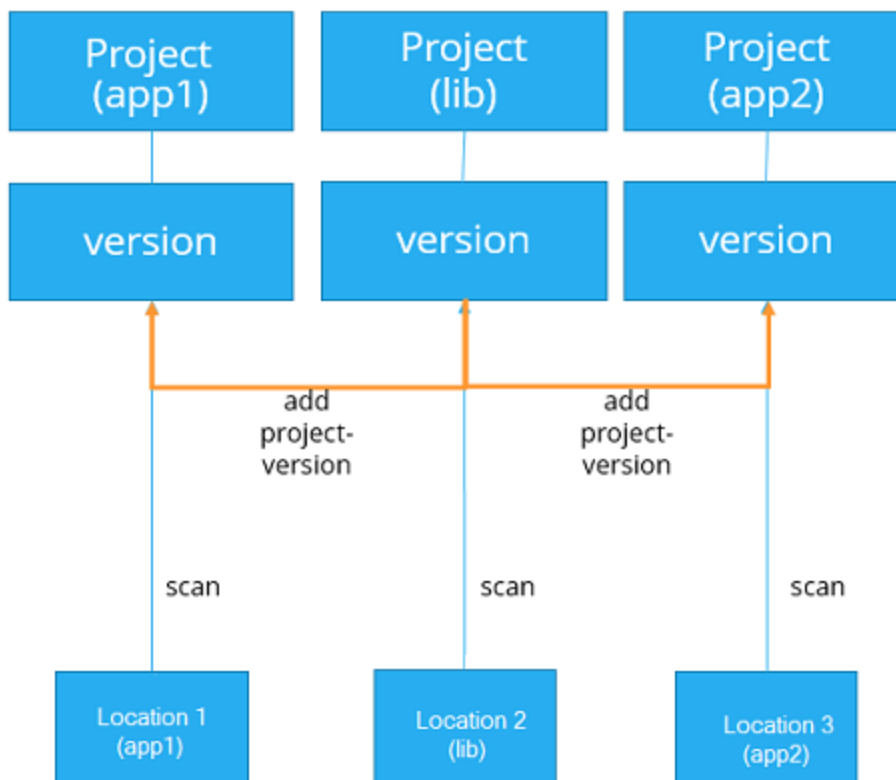 Project
(app1)
Project
(lib)
Project
(app2)
version
version
version
add
project-
version
add
project-
version
scan
scan
scan
Location 1
(app1)
Location 2
(lib)
Location 3
(app2)